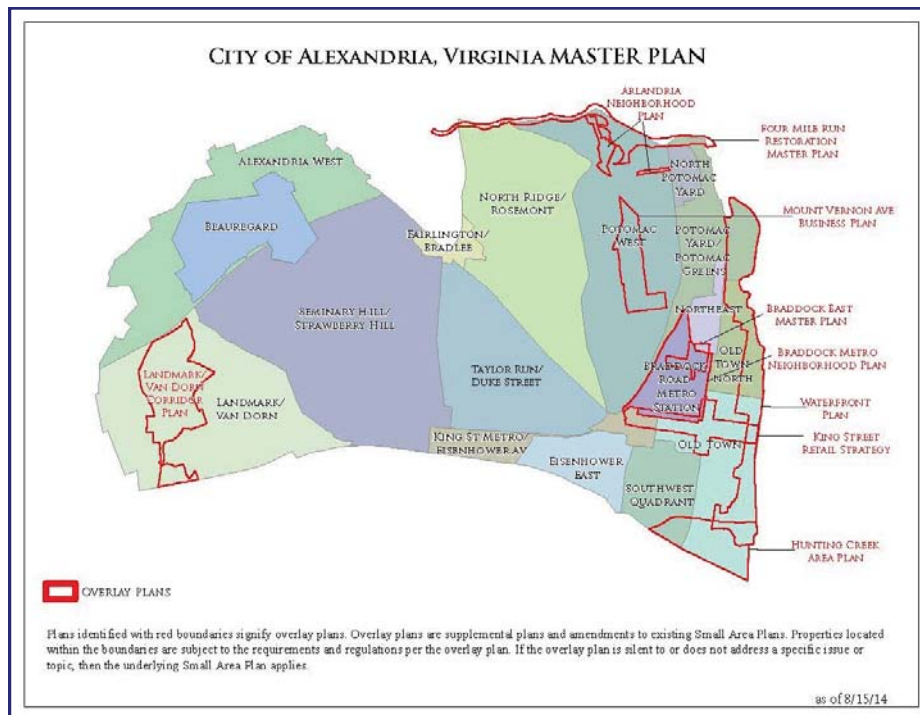 CITY OF ALEXANDRIA, VIRGINIA MASTER PLAN
ARLANDRIA
NEIGHBORHOOD
PLAN
FOUR MILE RUN
RESTORATION
MASTER PLAN
ALEXANDRIA WEST
NORTH
POTOMAC
YARD
NORTH RIDGE/
ROSEMONT
BEAUREGARD
FAIRLINGTON/
BRADLEE
POTOMAC
WEST
POTOMAC
YARD/
POTOMAC
GREENS
MOUNT VERNON AVE
BUSINESS PLAN
SEMINARY HILL/
STRAWBERRY HILL
NORTHEAST
BRADDOCK EAST
MASTER PLAN
OLD
TOWN
NORTH
BRADDOCK METRO
NEIGHBORHOOD PLAN
BRADDOCK
ROAD
METRO
STATION
TAYLOR RUN/
DUKE STREET
LANDMARK/
VAN DORN
CORRIDOR
PLAN
LANDMARK/
VAN DORN
WATERFRONT
PLAN
KING STREET
RETAIL STRATEGY
KING ST METRO/
EISENHOWER AV
OLD TOWN
EISENHOWER
EAST
SOUTHWEST
QUADRANT
HUNTING CREEK
AREA PLAN
OVERLAY PLANS
Plans identified with red boundaries signify overlay plans. Overlay plans are supplemental plans and amendments to existing Small Area Plans. Properties located
within the boundaries are subject to the requirements and regulations per the overlay plan. If the overlay plan is silent to or does not address a specific issue or
topic, then the underlying Small Area Plan applies.
as of 8/15/14